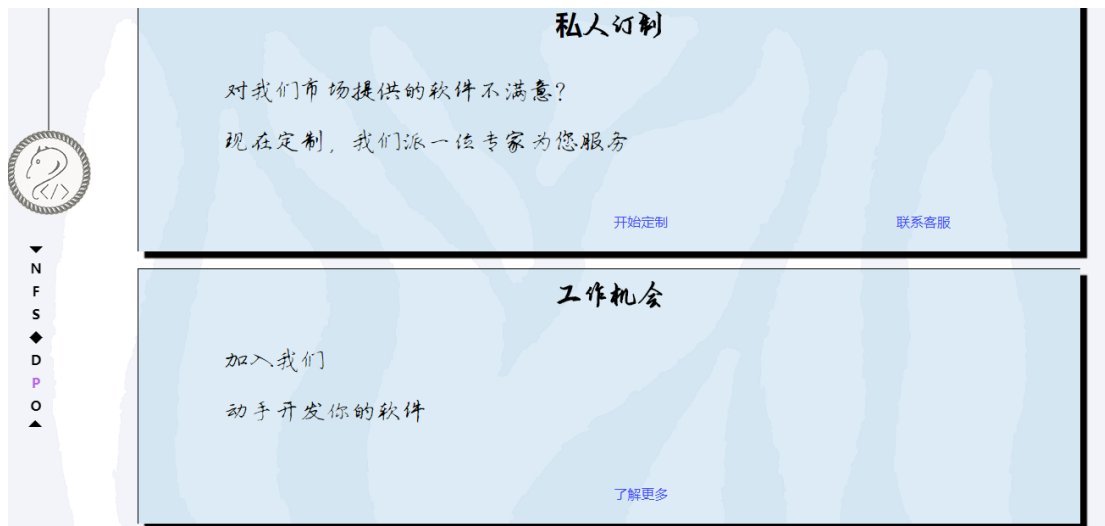 私人订制
对我们市场提供的软件不满意?
现在定制, 我们派一位专家为您服务
开始定制
联系客服
</>
N
F
S
D
P
O
工作机会
加入我们
动手开发你的软件
了解更多